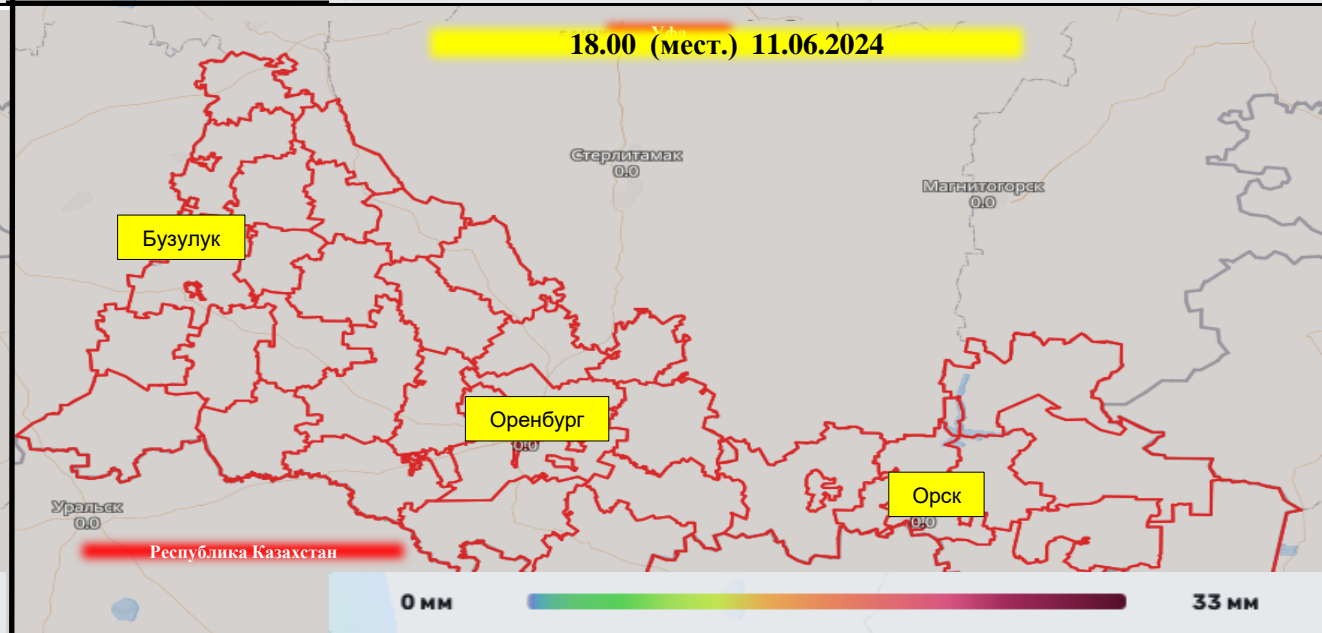 Уфа
18.00 (мест.) 11.06.2024
Стерлитамак
0.0
Магнитогорск
0.0
Бузулук
Оренбург
0.0
Орск
0.0
Уральск
0.0
Республика Казахстан
0 мм
33 мм